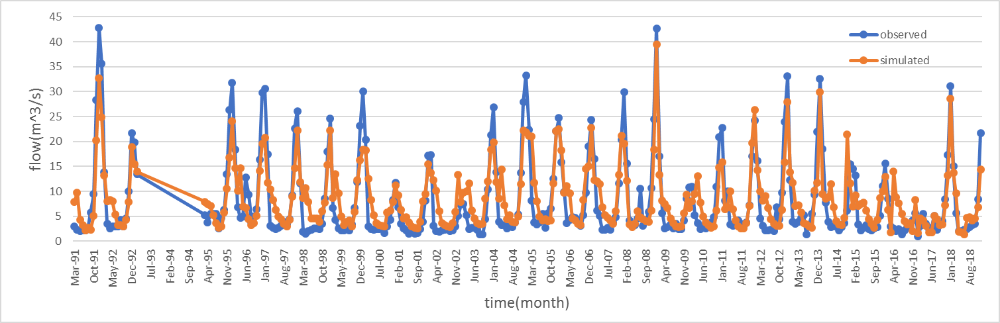 45
40
35
30
25
20
15
10
5
0
flow(m^3/s)
observed
simulated
Mar-91
Oct-91
May-92
Dec-92
Jul-93
Feb-94
Sep-94
Apr-95
Nov-95
Jun-96
Jan-97
Aug-97
Mar-98
Oct-98
May-99
Dec-99
Jul-00
Feb-01
Sep-01
Apr-02
Nov-02
Jun-03
Jan-04
Aug-04
Mar-05
Oct-05
May-06
Dec-06
Jul-07
Feb-08
Sep-08
Apr-09
Nov-09
Jun-10
Jan-11
Aug-11
Mar-12
Oct-12
May-13
Dec-13
Jul-14
Feb-15
Sep-15
Apr-16
Nov-16
Jun-17
Jan-18
Aug-18
time(month)